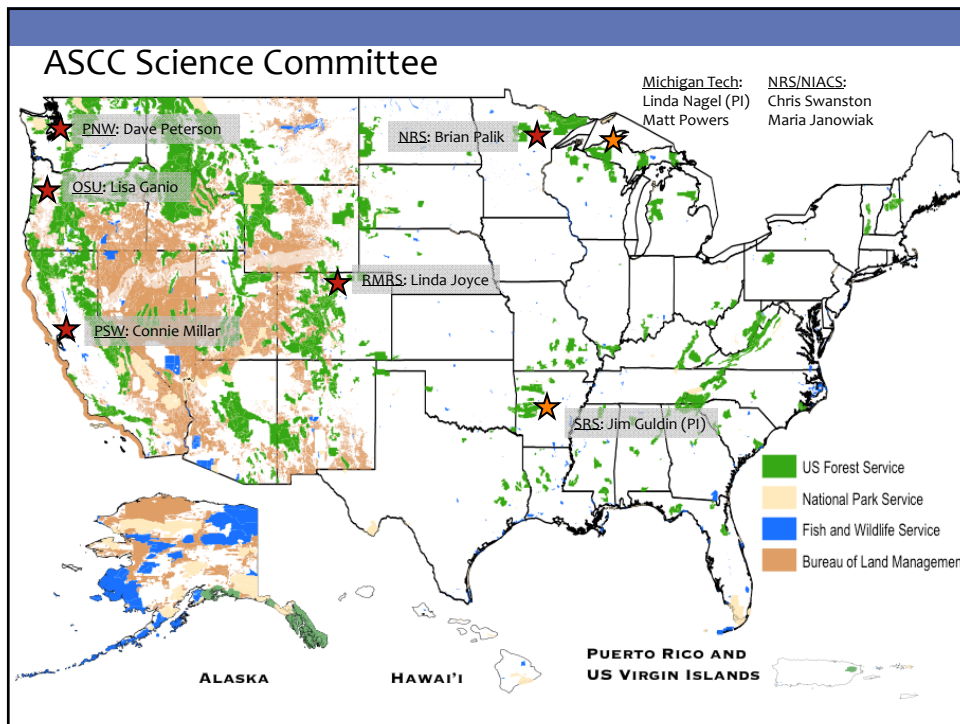 ASCC Science Committee
Michigan Tech:
Linda Nagel (PI)
Matt Powers
NRS/NIACS:
Chris Swanston
Maria Janowiak
PNW: Dave Peterson
NRS: Brian Palik
OSU: Lisa Ganio
RMRS: Linda Joyce
PSW: Connie Millar
SRS: Jim Guldin (PI)
US Forest Service
National Park Service
Fish and Wildlife Service
Bureau of Land Management
ALASKA
HAWAI'I
PUERTO RICO AND
US VIRGIN ISLANDS